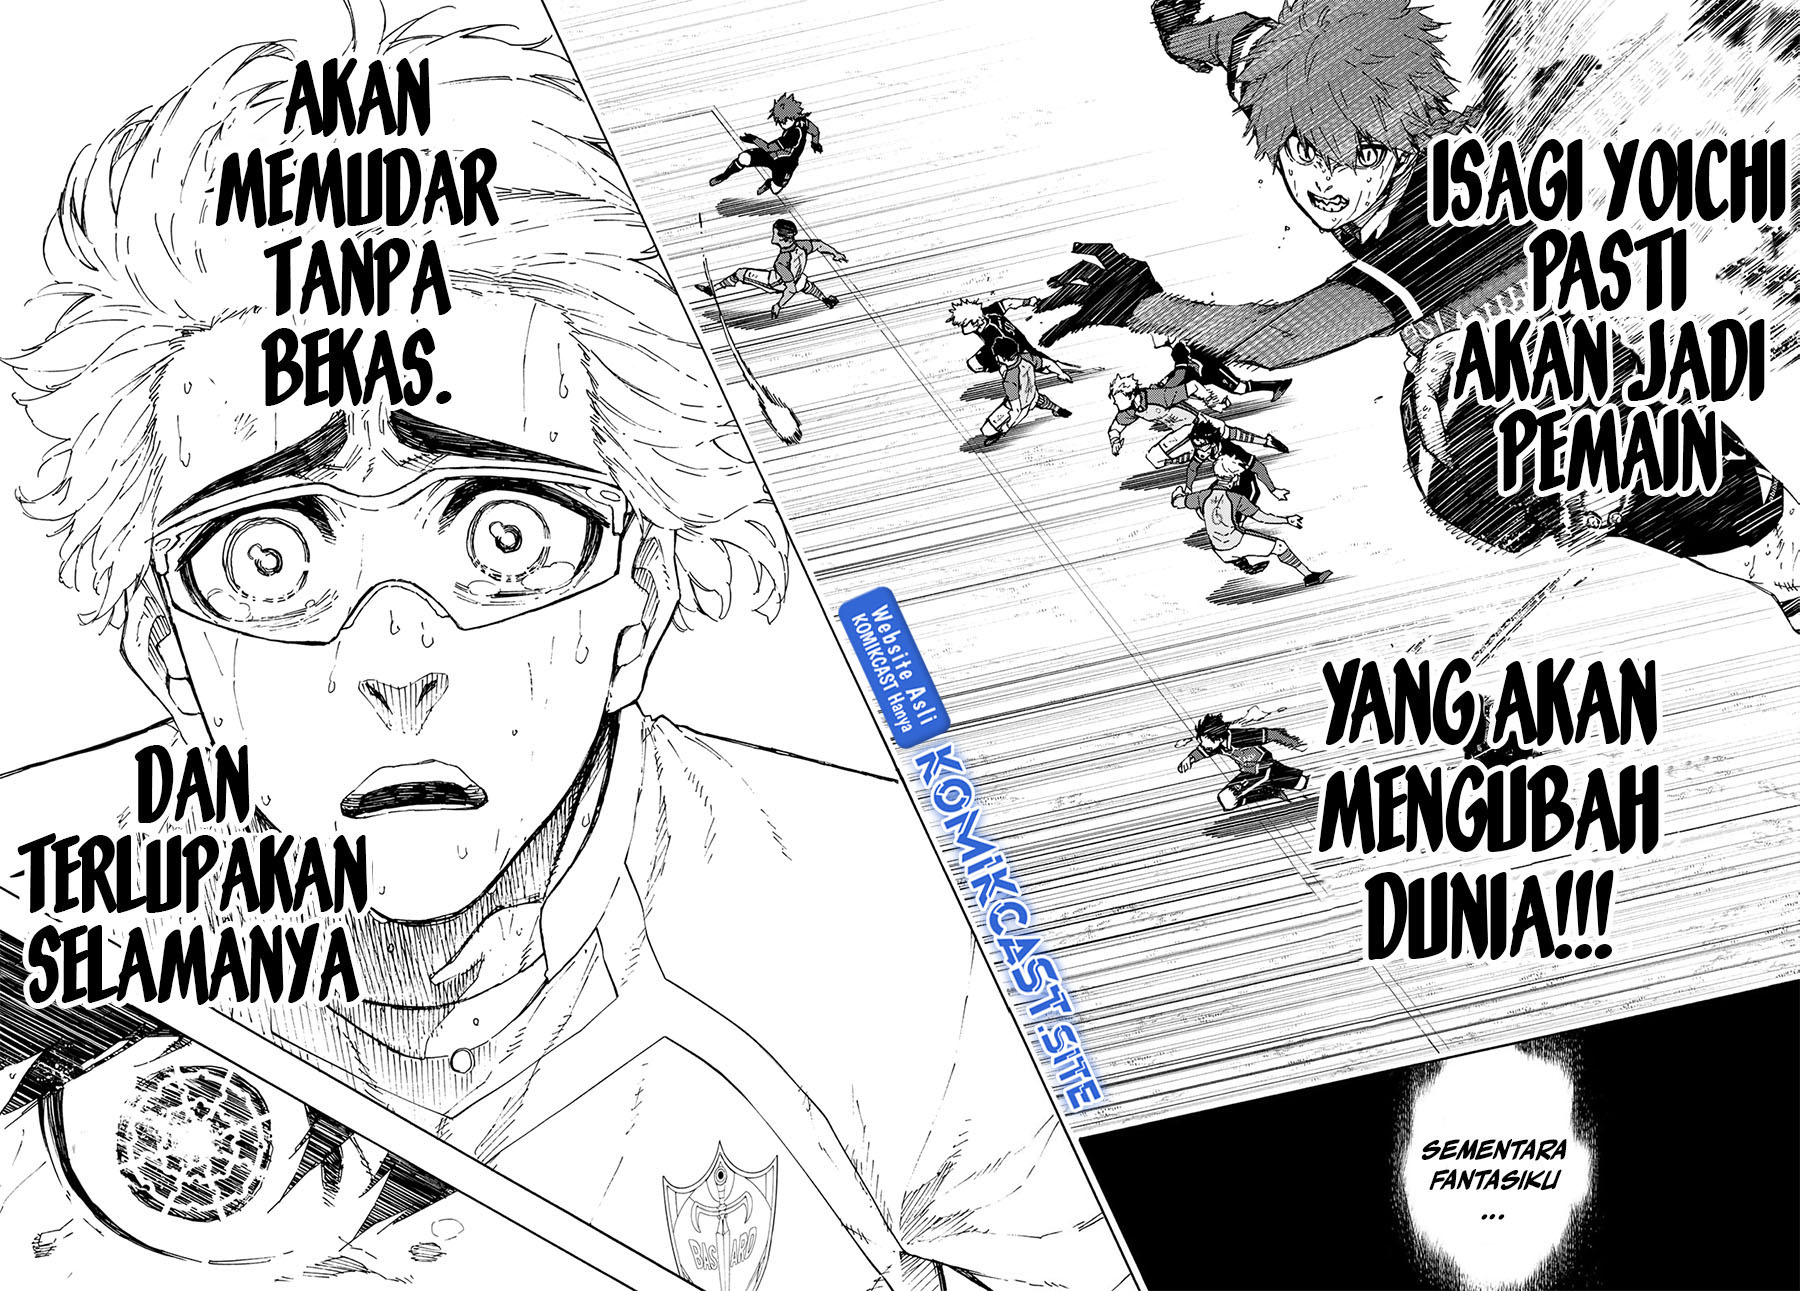 ISAGI YOICHI
PASTI
AKAN JADI
PEMAIN
YANG AKAN
MENGUBAH
DUNIA!!!
SEMENTARA
FANTASIKU
...
AKAN
MEMUDAR
TANPA
BEKAS.
DAN
TERLUPAKAN
SELAMANYA
Website Asli
KOMIKCAST Hanya
KOMIKCAST.SITE
BASTARD